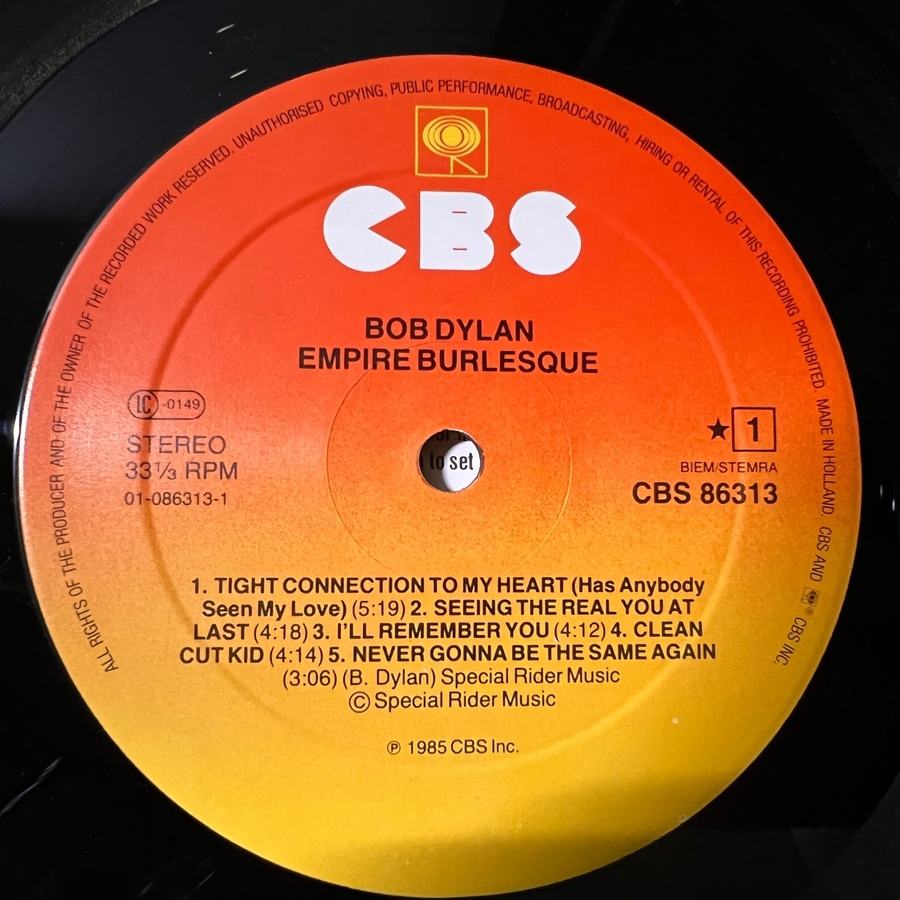 ALL RIGHTS OF THE PRODUCER AND OF THE OWNER OF THE RECORDED WORK RESERVED. UNAUTHORISED COPYING, PUBLIC PERFORMANCE, BROADCASTING, HIRING OR RENTAL OF THIS RECORDING PROHIBITED. MADE IN HOLLAND. CBS AND ® CBS INC.
CBS
BOB DYLAN
EMPIRE BURLESQUE
IC -0149
STEREO
33⅓ RPM
01-086313-1
★ 1
BIEM/STEMRA
CBS 86313
to set
1. TIGHT CONNECTION TO MY HEART (Has Anybody
Seen My Love) (5:19) 2. SEEING THE REAL YOU AT
LAST (4:18) 3. I'LL REMEMBER YOU (4:12) 4. CLEAN
CUT KID (4:14) 5. NEVER GONNA BE THE SAME AGAIN
(3:06) (B. Dylan) Special Rider Music
© Special Rider Music
℗ 1985 CBS Inc.